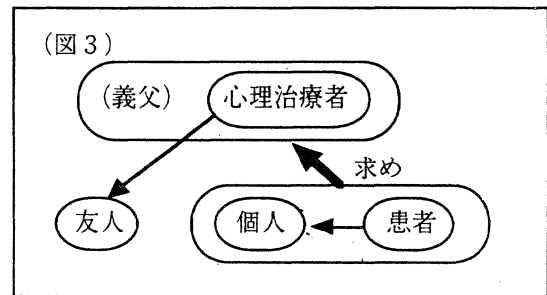 （図３）
（義父） 心理治療者
求め
友人 個人 患者